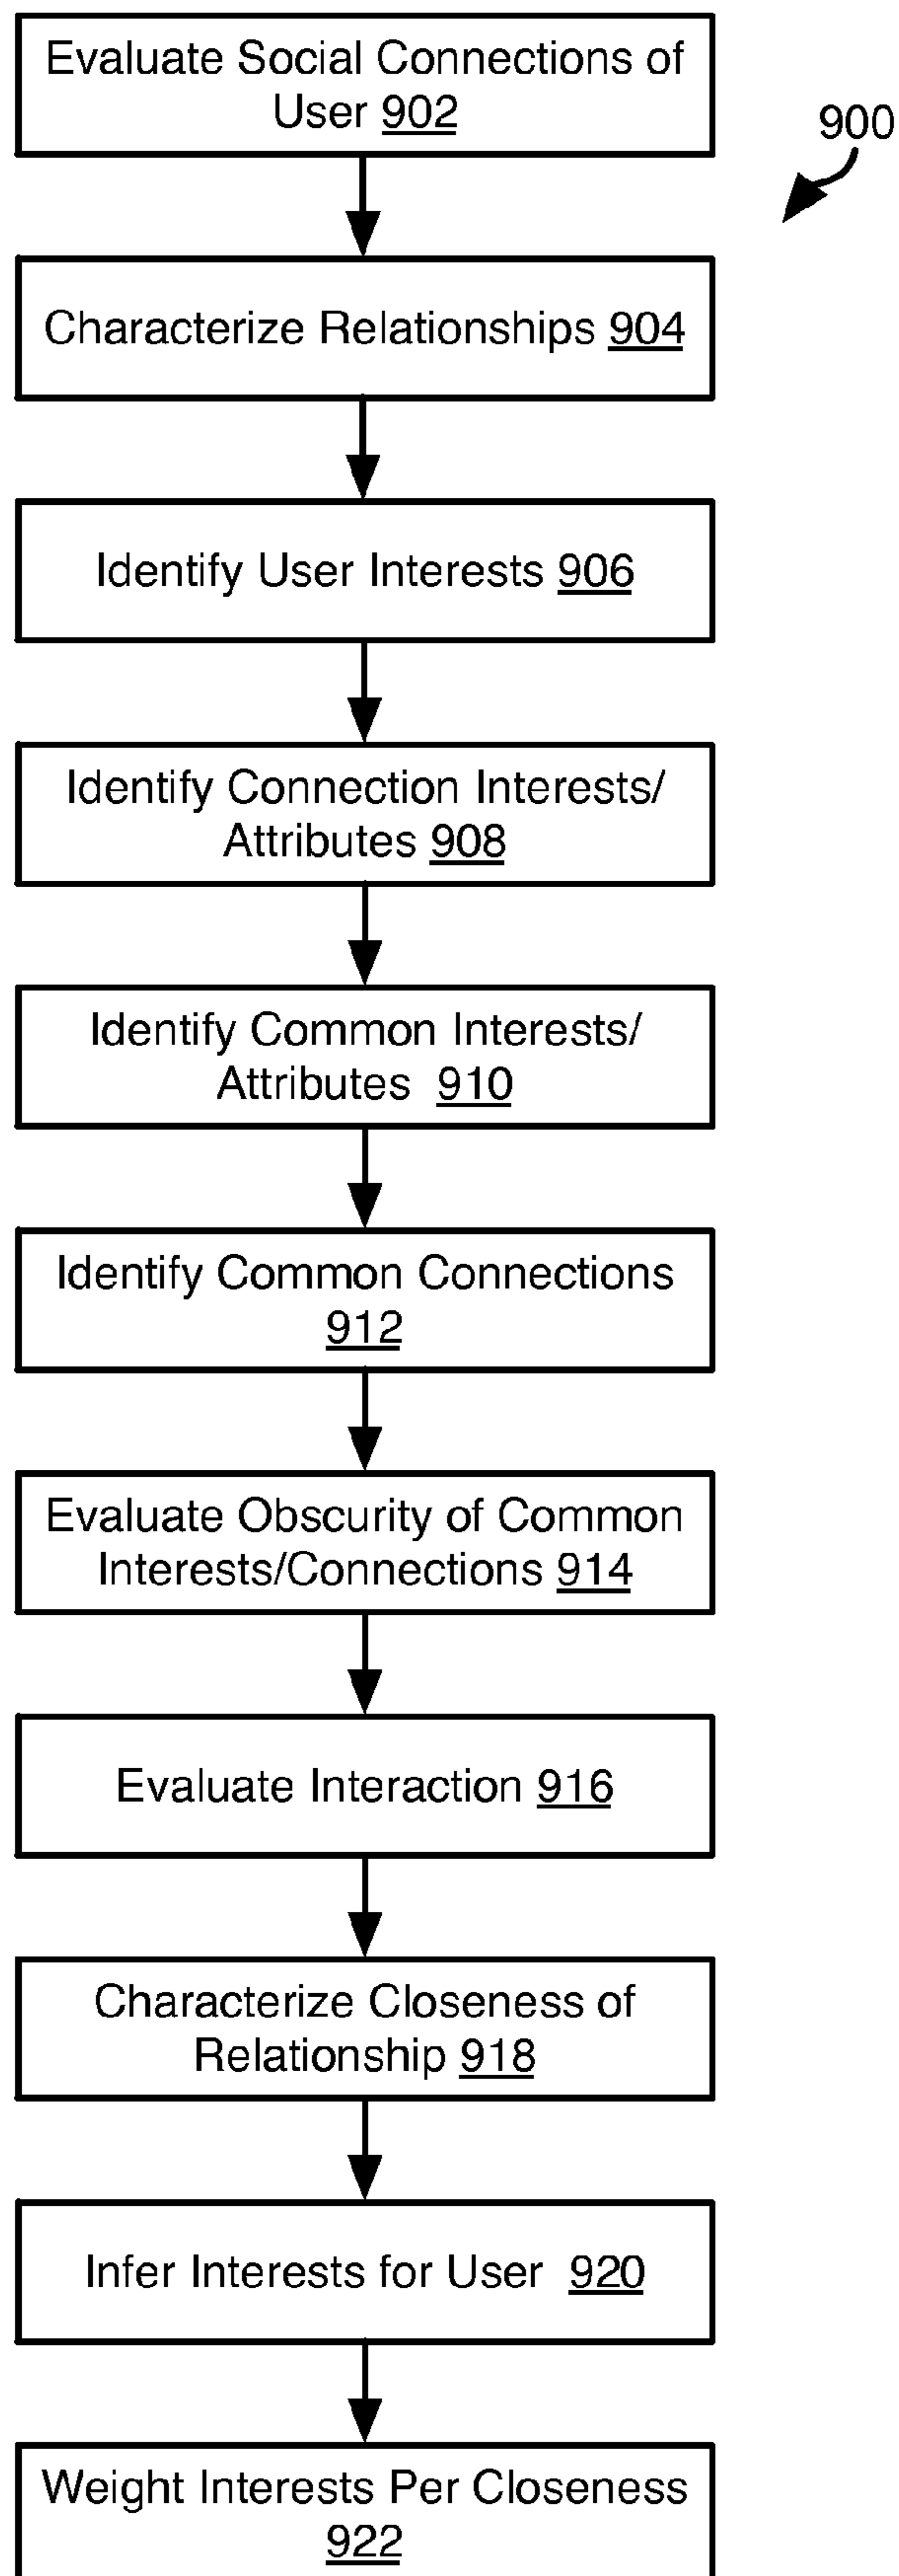 Evaluate Social Connections of
User 902
900
Characterize Relationships 904
Identify User Interests 906
Identify Connection Interests/
Attributes 908
Identify Common Interests/
Attributes 910
Identify Common Connections
912
Evaluate Obscurity of Common
Interests/Connections 914
Evaluate Interaction 916
Characterize Closeness of
Relationship 918
Infer Interests for User 920
Weight Interests Per Closeness
922